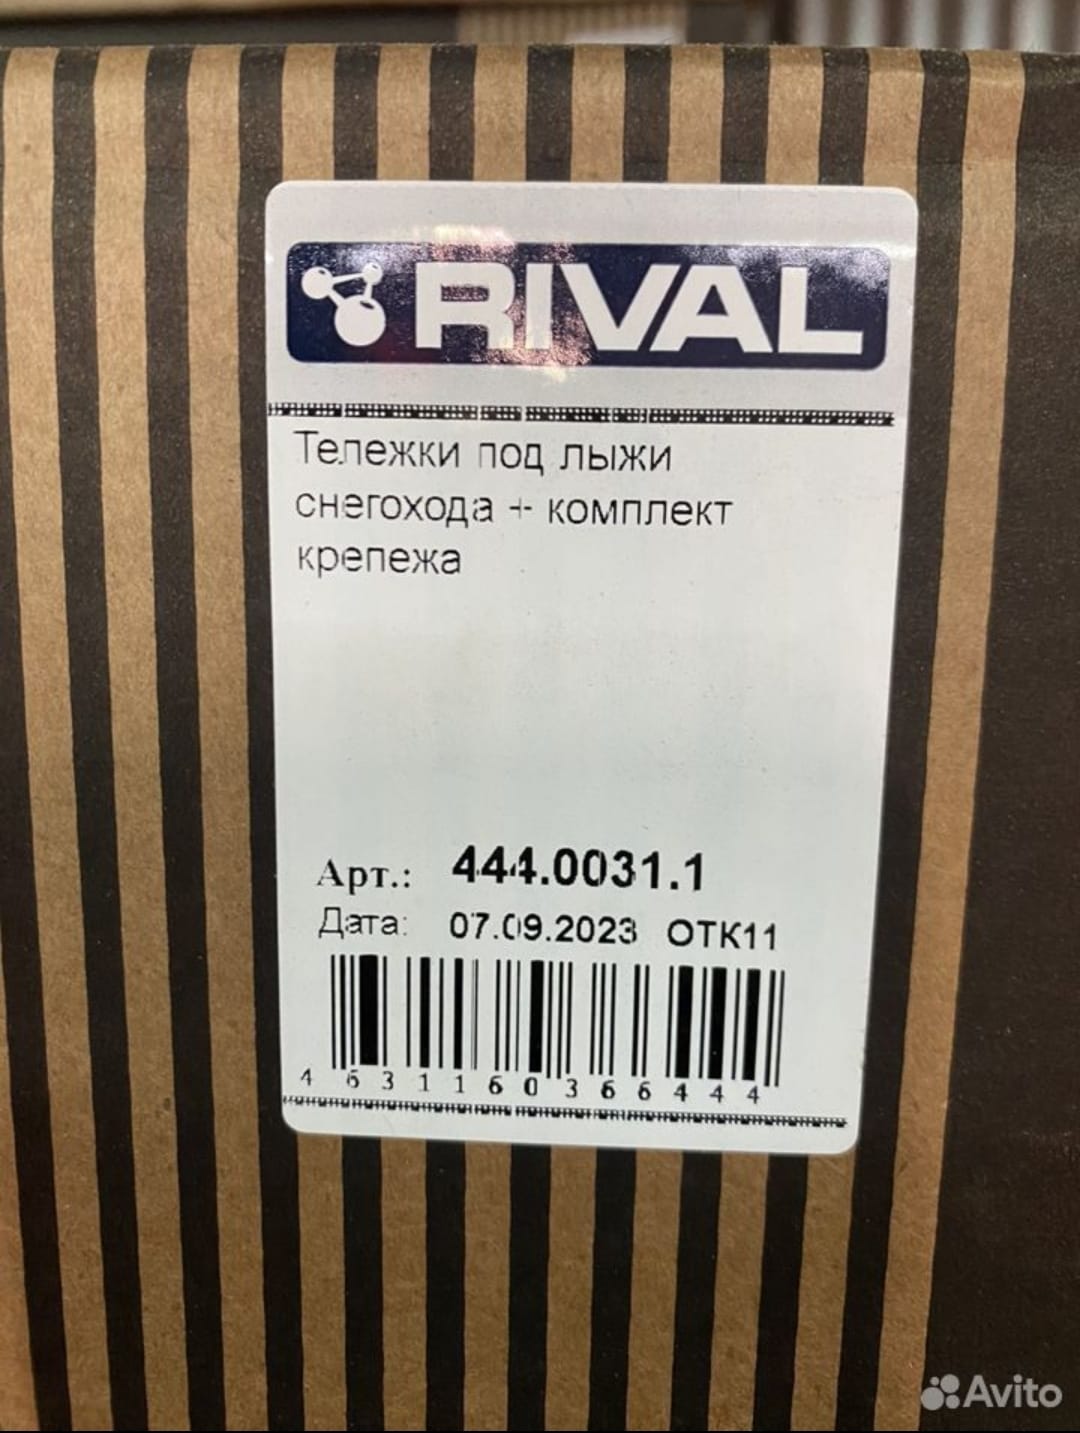 RIVAL
Тележки под лыжи
снегохода + комплект
крепежа
Арт.: 444.0031.1
Дата: 07.09.2023 ОТК11
4 631160 366444
Avito